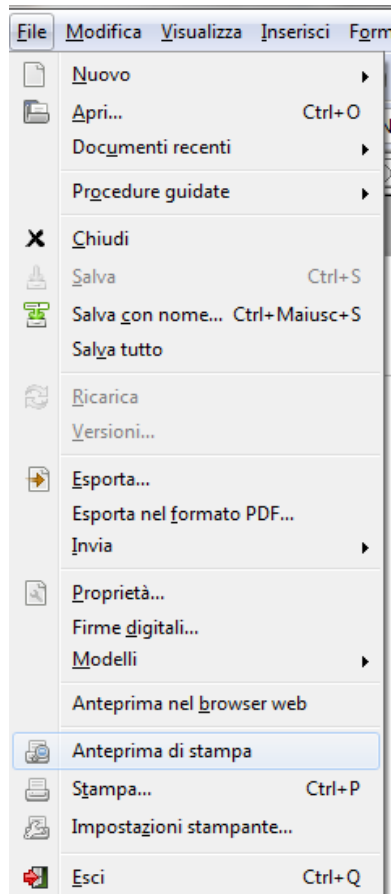 File Modifica Visualizza Inserisci Form
Nuovo
Apri... Ctrl+O
Documenti recenti
Procedure guidate
Chiudi
Salva Ctrl+S
Salva con nome... Ctrl+Maiusc+S
Salva tutto
Ricarica
Versioni...
Esporta...
Esporta nel formato PDF...
Invia
Proprietà...
Firme digitali...
Modelli
Anteprima nel browser web
Anteprima di stampa
Stampa... Ctrl+P
Impostazioni stampante...
Esci Ctrl+Q